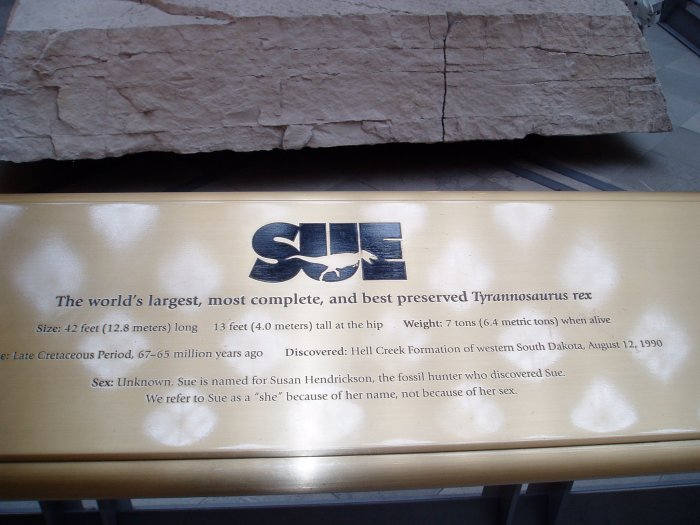 SUE
The world's largest, most complete, and best preserved Tyrannosaurus rex
Size: 42 feet (12.8 meters) long 13 feet (4.0 meters) tall at the hip Weight: 7 tons (6.4 metric tons) when alive
e: Late Cretaceous Period, 67–65 million years ago Discovered: Hell Creek Formation of western South Dakota, August 12, 1990
Sex: Unknown. Sue is named for Susan Hendrickson, the fossil hunter who discovered Sue.
We refer to Sue as a "she" because of her name, not because of her sex.